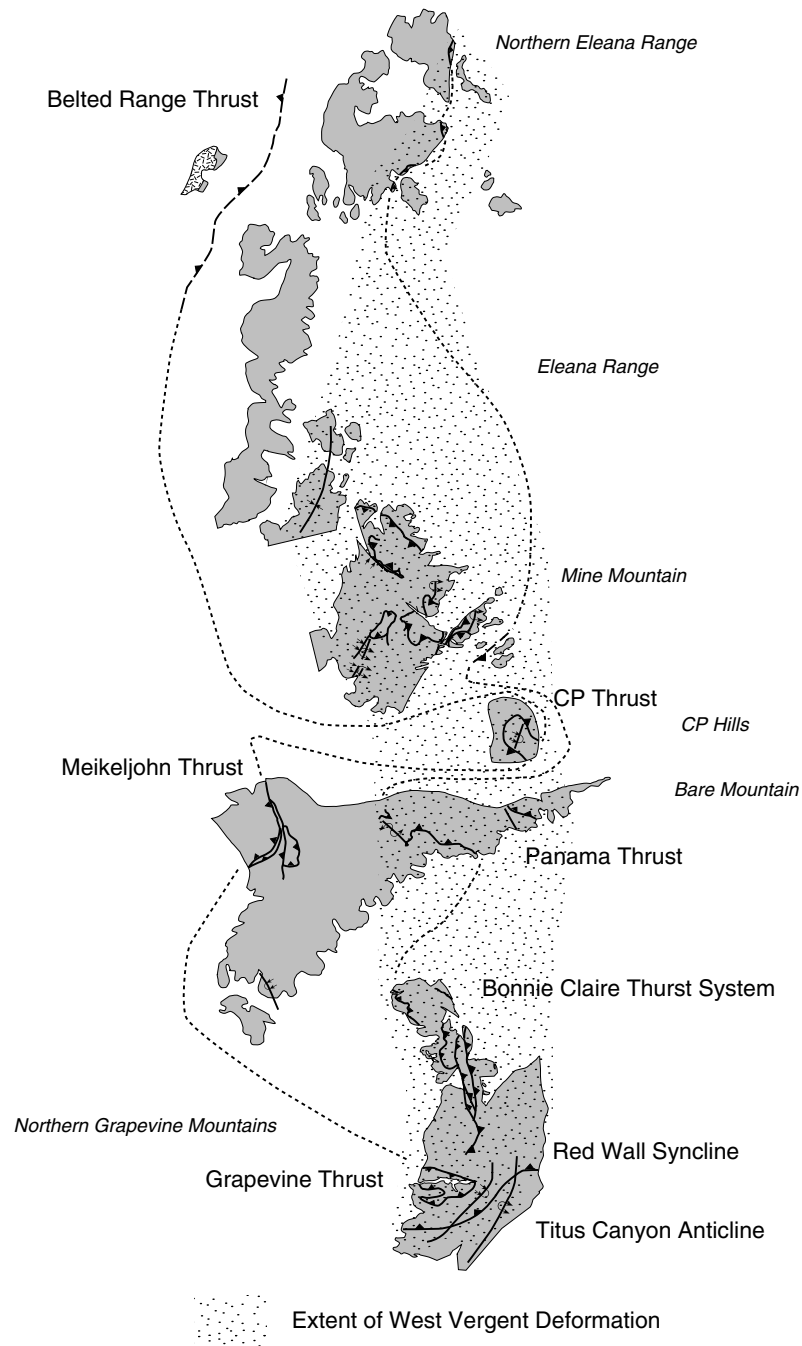 Northern Eleana Range
Belted Range Thrust
Eleana Range
Mine Mountain
CP Thrust
CP Hills
Meikeljohn Thrust
Bare Mountain
Panama Thrust
Bonnie Claire Thurst System
Northern Grapevine Mountains
Red Wall Syncline
Grapevine Thrust
Titus Canyon Anticline
Extent of West Vergent Deformation